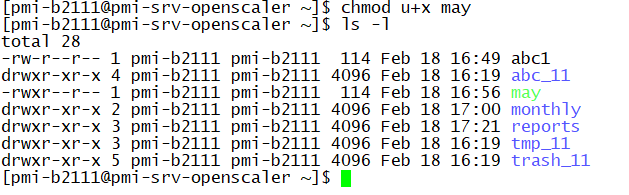 [pmi-b2111@pmi-srv-openscaler ~]$ chmod u+x may
[pmi-b2111@pmi-srv-openscaler ~]$ ls -l
total 28
-rw-r--r-- 1 pmi-b2111 pmi-b2111  114 Feb 18 16:49 abc1
drwxr-xr-x 4 pmi-b2111 pmi-b2111 4096 Feb 18 16:19 abc_11
-rwxr--r-- 1 pmi-b2111 pmi-b2111  114 Feb 18 16:56 may
drwxr-xr-x 2 pmi-b2111 pmi-b2111 4096 Feb 18 17:00 monthly
drwxr-xr-x 3 pmi-b2111 pmi-b2111 4096 Feb 18 17:21 reports
drwxr-xr-x 3 pmi-b2111 pmi-b2111 4096 Feb 18 16:19 tmp_11
drwxr-xr-x 5 pmi-b2111 pmi-b2111 4096 Feb 18 16:19 trash_11
[pmi-b2111@pmi-srv-openscaler ~]$